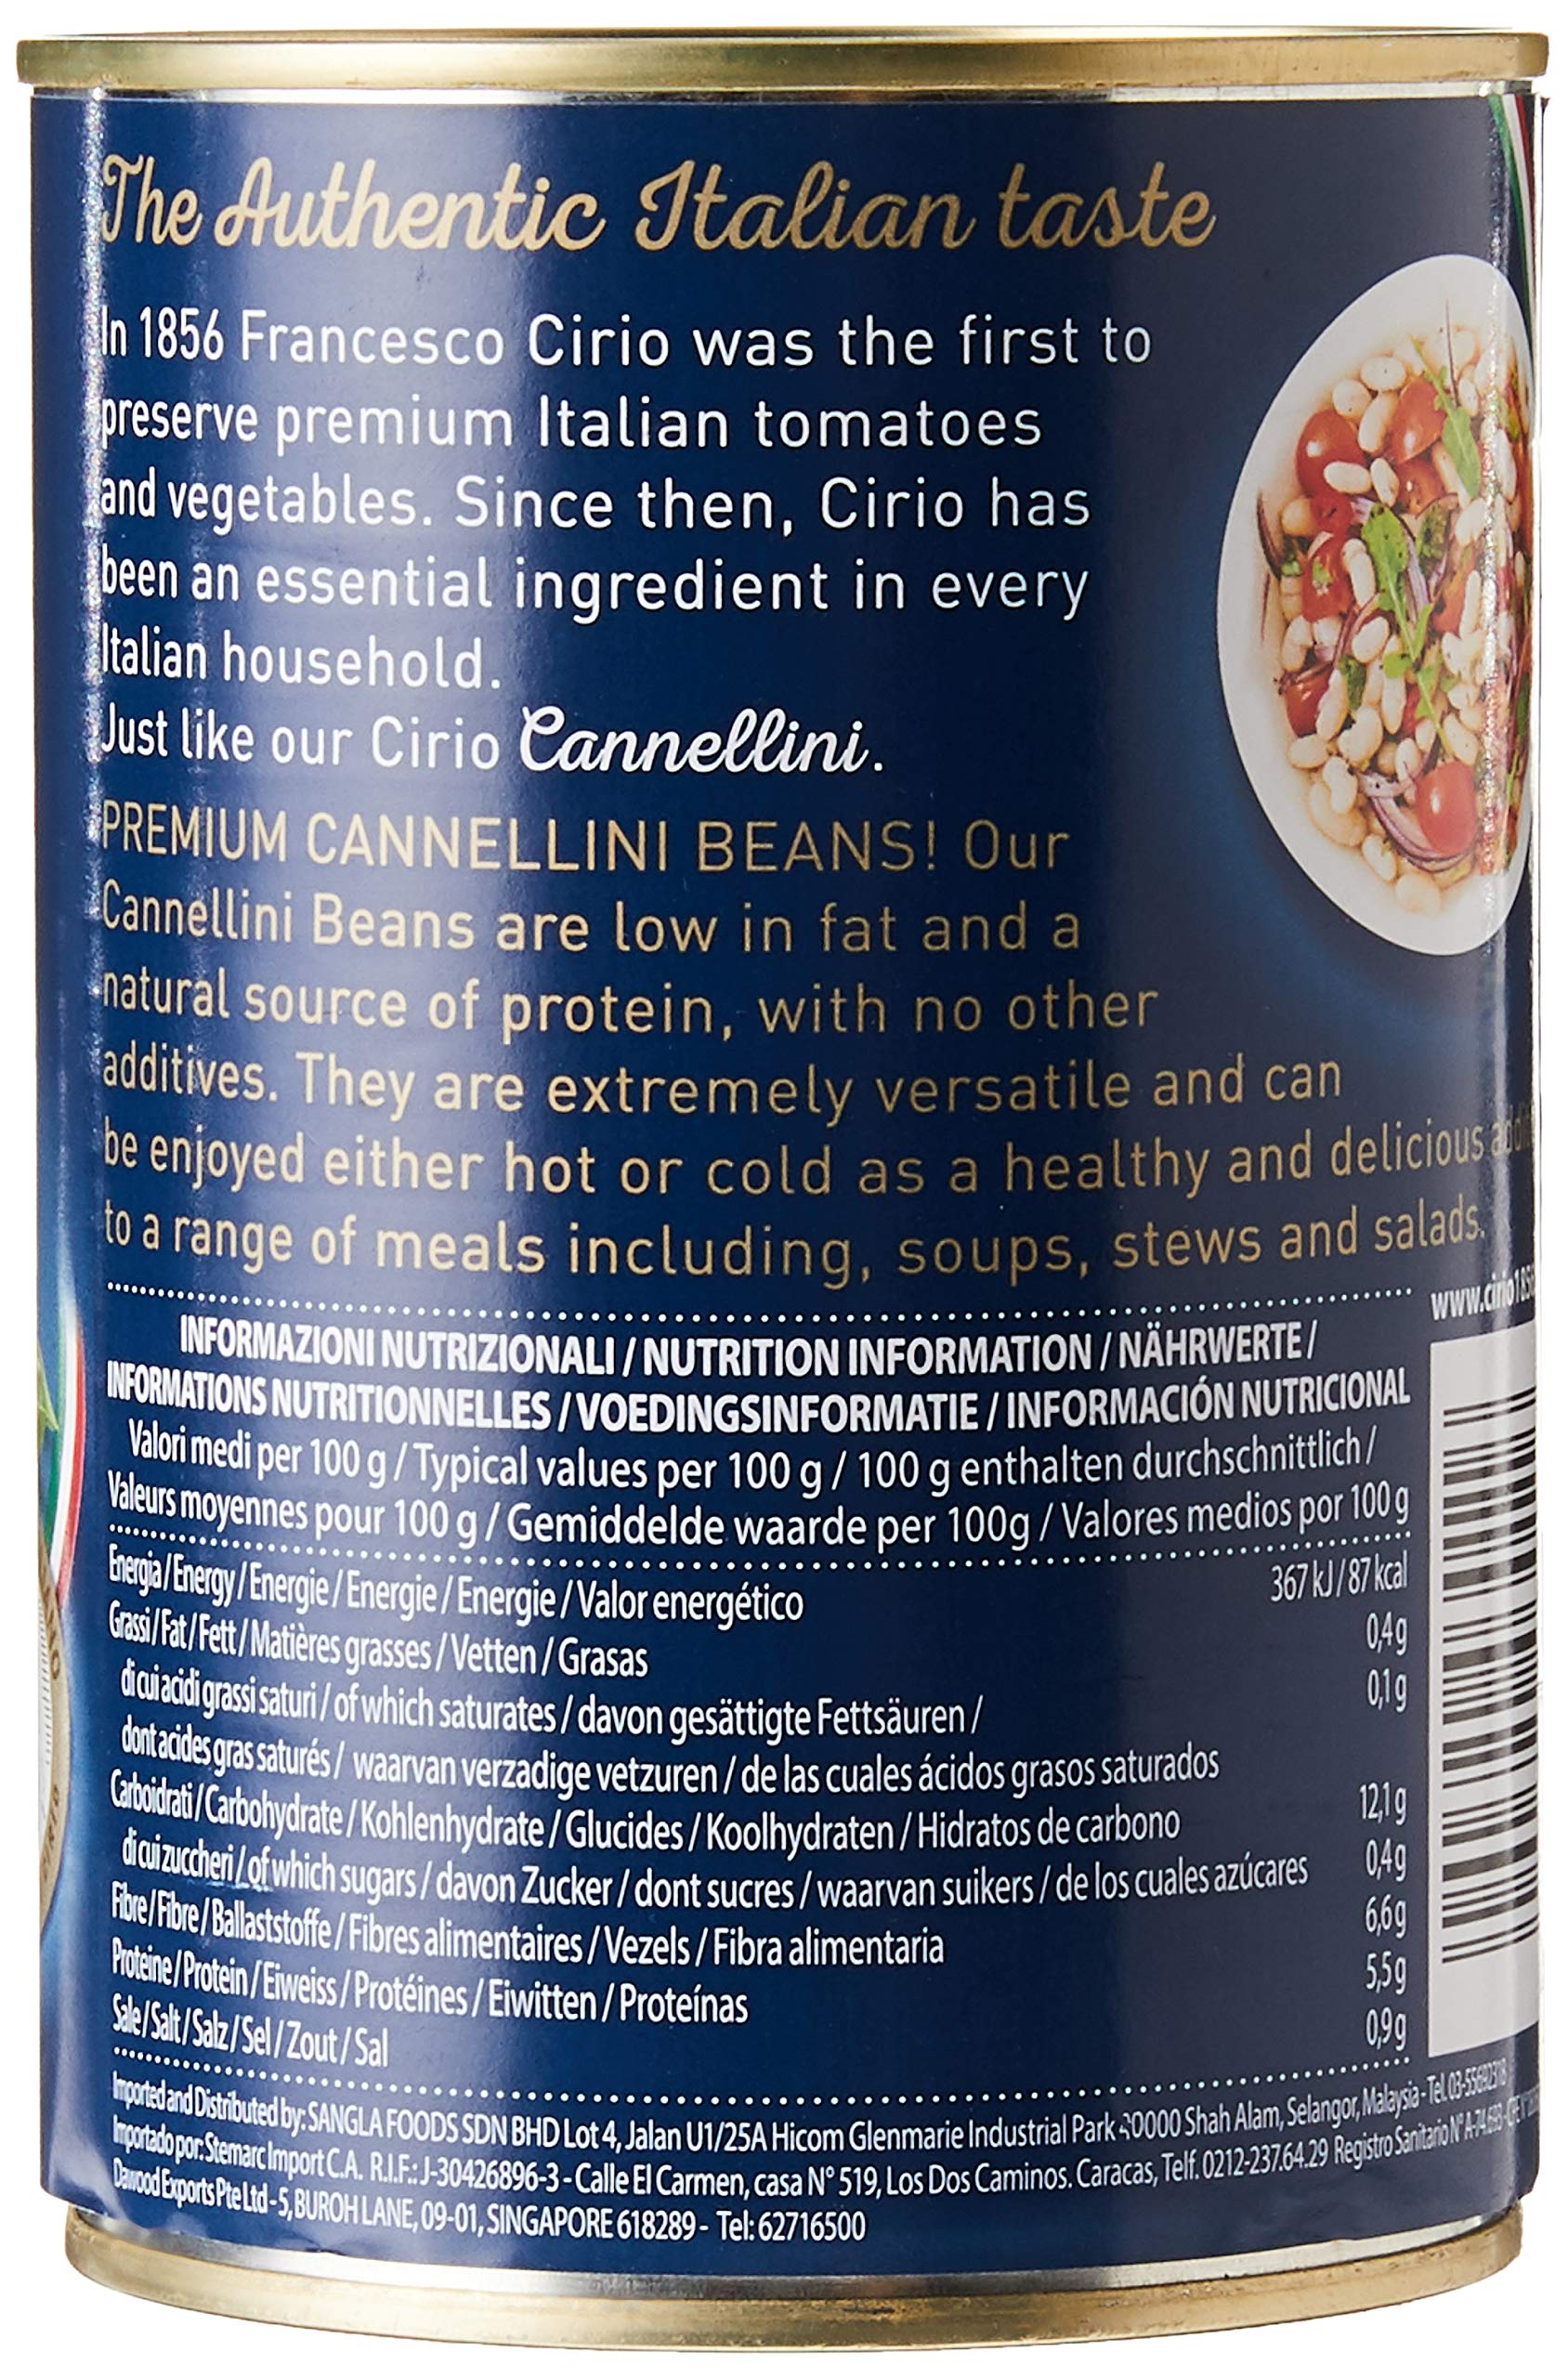 The Authentic Italian taste
In 1856 Francesco Cirio was the first to
preserve premium Italian tomatoes
and vegetables. Since then, Cirio has
been an essential ingredient in every
Italian household.
Just like our Cirio Cannellini.
PREMIUM CANNELLINI BEANS! Our
Cannellini Beans are low in fat and a
natural source of protein, with no other
additives. They are extremely versatile and can
be enjoyed either hot or cold as a healthy and delicious
to a range of meals including, soups, stews and salads.
www.cirio1856
INFORMAZIONI NUTRIZIONALI / NUTRITION INFORMATION / NÄHRWERTE /
INFORMATIONS NUTRITIONNELLES / VOEDINGSINFORMATIE / INFORMACIÓN NUTRICIONAL
Valori medi per 100 g / Typical values per 100 g / 100 g enthalten durchschnittlich /
Valeurs moyennes pour 100 g / Gemiddelde waarde per 100g / Valores medios por 100 g
Energia / Energy / Energie / Energie / Energie / Valor energético 367 kJ / 87 kcal
Grassi / Fat / Fett / Matières grasses / Vetten / Grasas 0,4 g
di cui acidi grassi saturi / of which saturates / davon gesättigte Fettsäuren / 0,1 g
dont acides gras saturés / waarvan verzadige vetzuren / de las cuales ácidos grasos saturados
Carboidrati / Carbohydrate / Kohlenhydrate / Glucides / Koolhydraten / Hidratos de carbono 12,1 g
di cui zuccheri / of which sugars / davon Zucker / dont sucres / waarvan suikers / de los cuales azúcares 0,4 g
Fibre / Fibre / Ballaststoffe / Fibres alimentaires / Vezels / Fibra alimentaria 6,6 g
Proteine / Protein / Eiweiss / Protéines / Eiwitten / Proteínas 5,5 g
Sale / Salt / Salz / Sel / Zout / Sal 0,9 g
Imported and Distributed by: SANGLA FOODS SDN BHD Lot 4, Jalan U1/25A Hicom Glenmarie Industrial Park 40000 Shah Alam, Selangor, Malaysia - Tel. 03-55692318
Importado por: Stemarc Import C.A. R.I.F.: J-30426896-3 - Calle El Carmen, casa N° 519, Los Dos Caminos. Caracas, Telf. 0212-237.64.29 Registro Sanitario N° A-74.693
Dawood Exports Pte Ltd - 5, BUROH LANE, 09-01, SINGAPORE 618289 - Tel: 62716500